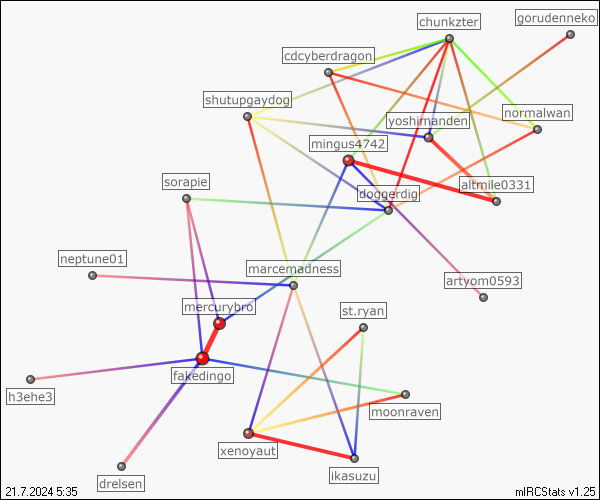 chunkzter
gorudenneko
cdcyberdragon
shutupgaydog
normalwan
yoshimanden
mingus4742
sorapie
doggerdig
altmile0331
neptune01
marcemadness
artyom0593
mercurybro
st.ryan
fakedingo
h3ehe3
moonraven
xenoyaut
ikasuzu
drelsen
21.7.2024 5:35
mIRCStats v1.25